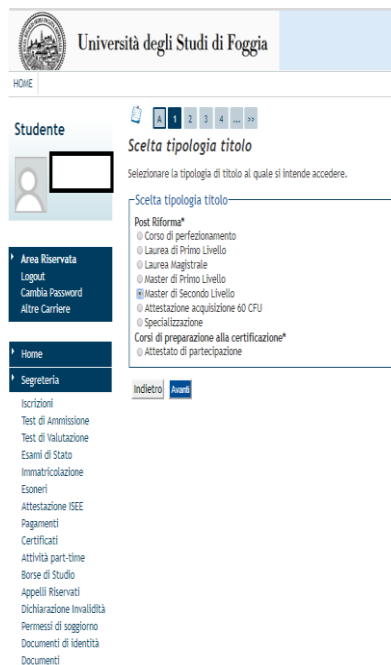 Università degli Studi di Foggia
HOME
Studente
Area Riservata
Logout
Cambia Password
Altre Carriere
Home
Segreteria
Iscrizioni
Test di Ammissione
Test di Valutazione
Esami di Stato
Immatricolazione
Esoneri
Attestazione ISEE
Pagamenti
Certificati
Attività part-time
Borse di Studio
Appelli Riservati
Dichiarazione Invalidità
Permessi di soggiorno
Documenti di identità
Documenti
A 1 2 3 4 ... >>
Scelta tipologia titolo
Selezionare la tipologia di titolo al quale si intende accedere.
Scelta tipologia titolo
Post Riforma*
Corso di perfezionamento
Laurea di Primo Livello
Laurea Magistrale
Master di Primo Livello
Master di Secondo Livello
Attestazione acquisizione 60 CFU
Specializzazione
Corsi di preparazione alla certificazione*
Attestato di partecipazione
Indietro Avanti